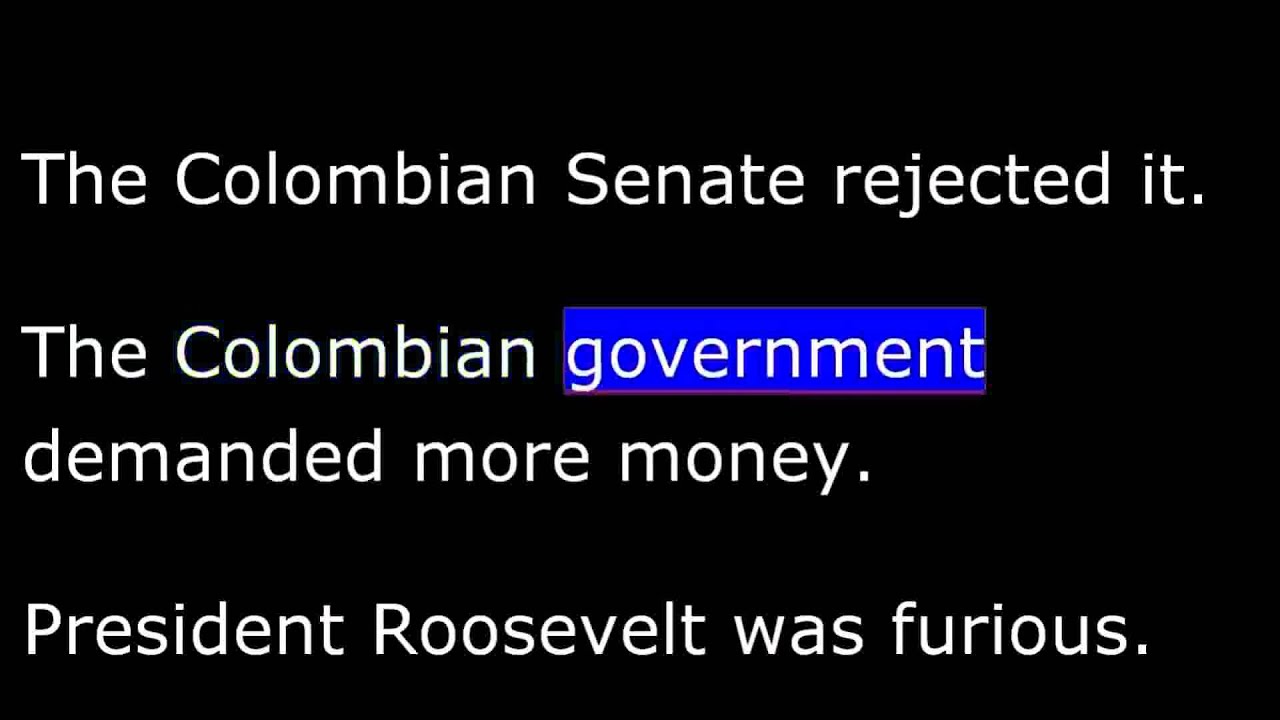 The Colombian Senate rejected it.
The Colombian government
demanded more money.
President Roosevelt was furious.